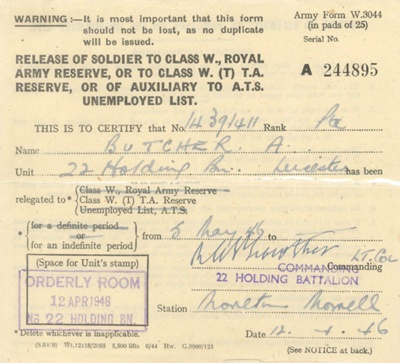 WARNING :—It is most important that this form
should not be lost, as no duplicate
will be issued.
Army Form W.3044
(in pads of 25)
Serial No.
RELEASE OF SOLDIER TO CLASS W., ROYAL
ARMY RESERVE, OR TO CLASS W. (T) T.A.
RESERVE, OR OF AUXILIARY TO A.T.S.
UNEMPLOYED LIST.
A 244895
THIS IS TO CERTIFY that No. 14391411 Rank Pte
Name BUTCHER A.
Unit 22 Holding Bn. Leicesters has been
Class W., Royal Army Reserve
relegated to* Class W. (T) T.A. Reserve
Unemployed List, A.T.S.
for a definite period
* or
for an indefinite period
from 5 May 46 to
(Space for Unit's stamp)
Lt. Col
Commanding
COMMANDING
22 HOLDING BATTALION
ORDERLY ROOM
12 APR 1946
22 HOLDING BN.
Station Moreton Morrell
*Delete whichever is inapplicable.
Date 12.4.46
(See NOTICE at back.)